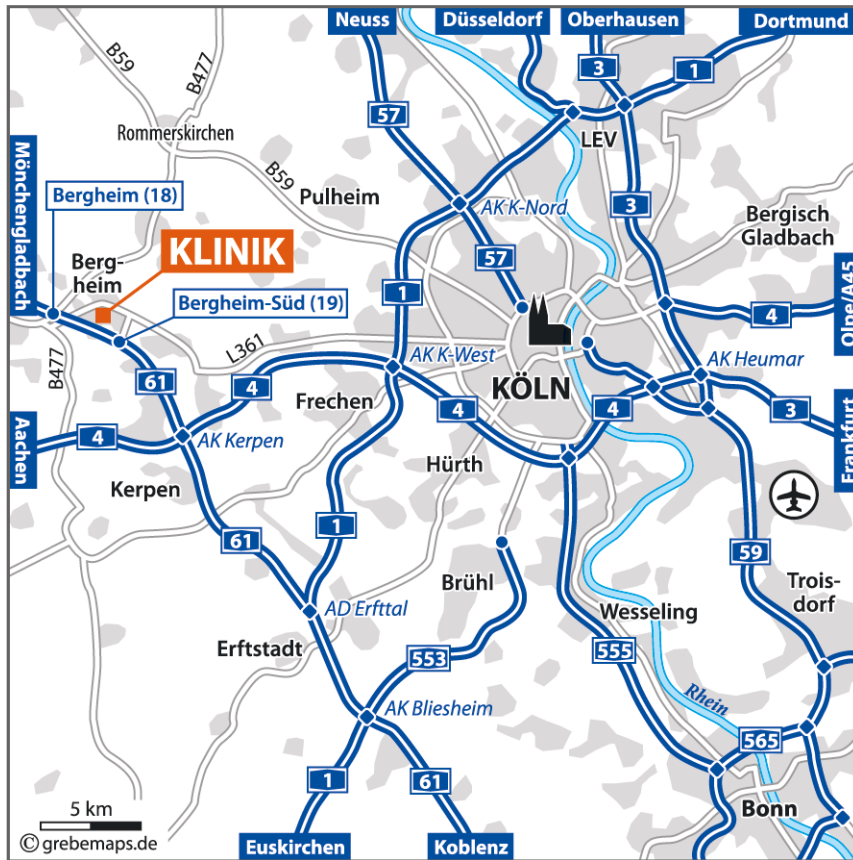 Neuss
Düsseldorf
Oberhausen
Dortmund
B59
B477
3
1
57
Rommerskirchen
LEV
Mönchengladbach
B59
Pulheim
Bergheim (18)
AK K-Nord
3
Bergisch
Gladbach
KLINIK
Berg-
heim
57
1
Bergheim-Süd (19)
4
Olpe/A45
L361
AK K-West
AK Heumar
B477
61
4
KÖLN
Frechen
4
4
3
Aachen
4
AK Kerpen
Frankfurt
Hürth
Kerpen
1
61
59
Brühl
Trois-
dorf
AD Erfttal
Wesseling
Erftstadt
553
555
Rhein
AK Bliesheim
565
1
61
Bonn
5 km
© grebemaps.de
Euskirchen
Koblenz